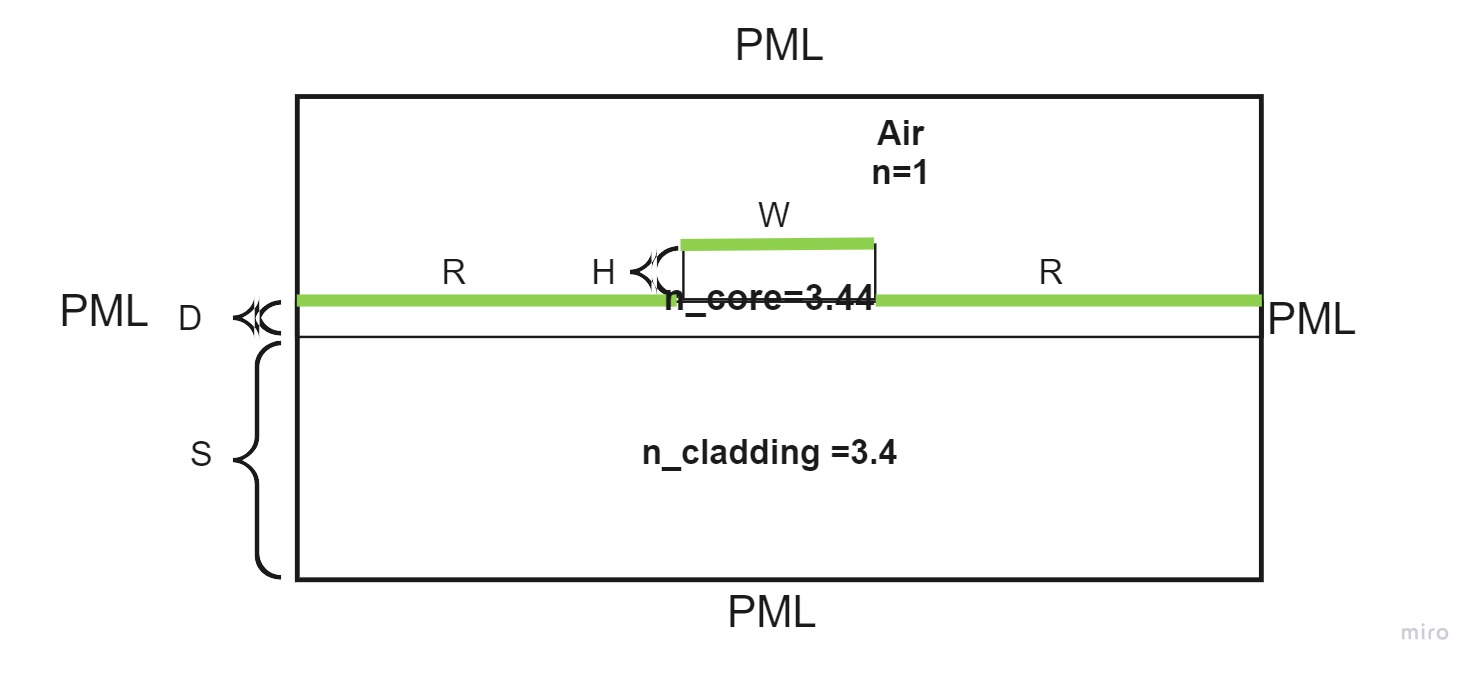 PML
Air
n=1
W
R
H
R
n_core=3.44
PML
D
PML
S
n_cladding =3.4
PML
miro